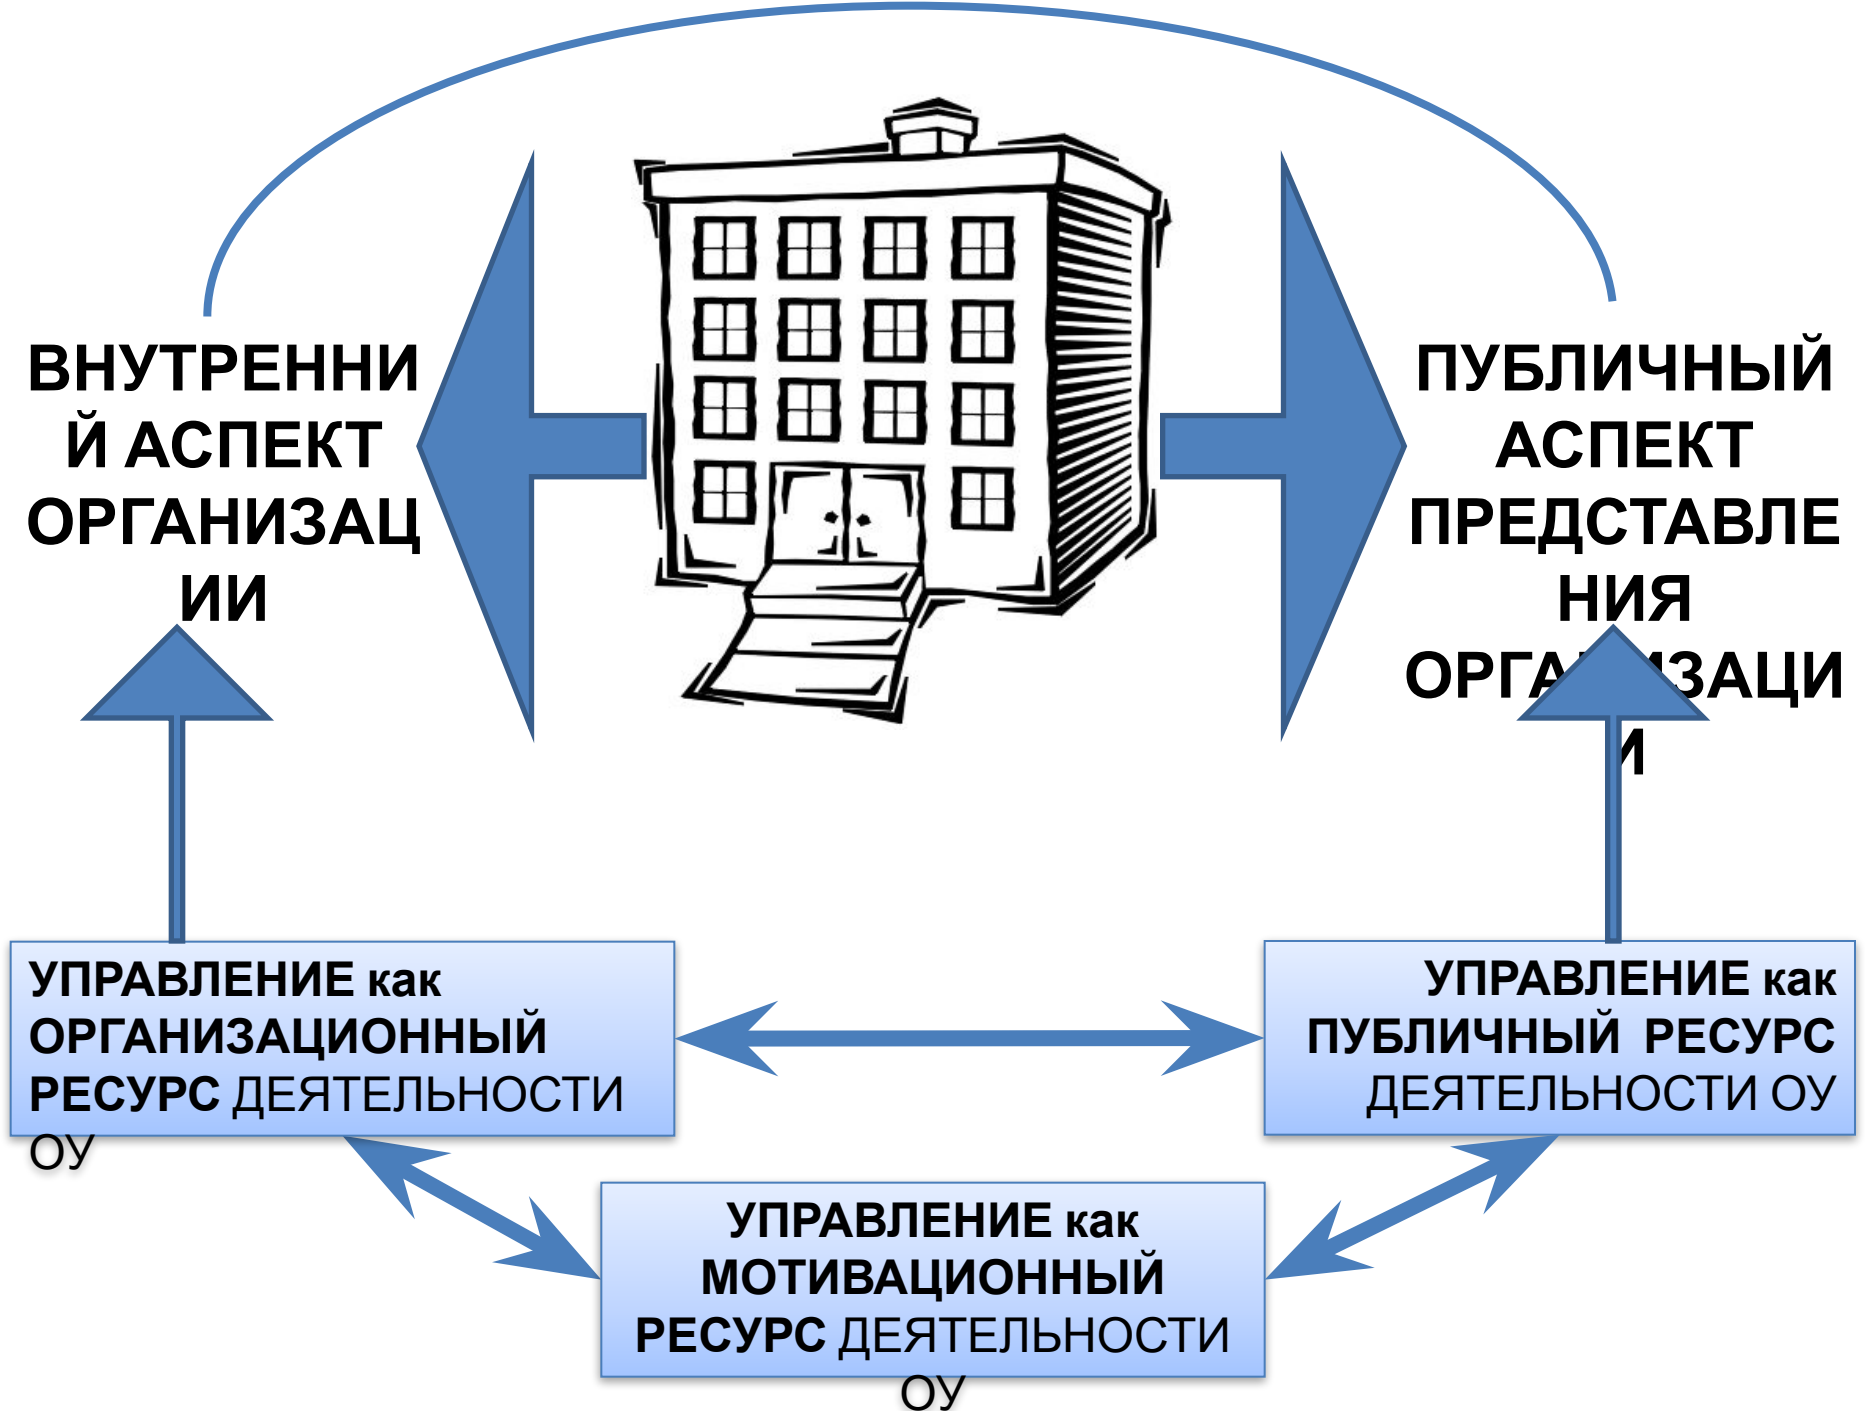 ВНУТРЕННИ
Й АСПЕКТ
ОРГАНИЗАЦ
ИИ
ПУБЛИЧНЫЙ
АСПЕКТ
ПРЕДСТАВЛЕ
НИЯ
ОРГАНИЗАЦИ
И
УПРАВЛЕНИЕ как
ОРГАНИЗАЦИОННЫЙ
РЕСУРС ДЕЯТЕЛЬНОСТИ
ОУ
УПРАВЛЕНИЕ как
ПУБЛИЧНЫЙ РЕСУРС
ДЕЯТЕЛЬНОСТИ ОУ
УПРАВЛЕНИЕ как
МОТИВАЦИОННЫЙ
РЕСУРС ДЕЯТЕЛЬНОСТИ
ОУ